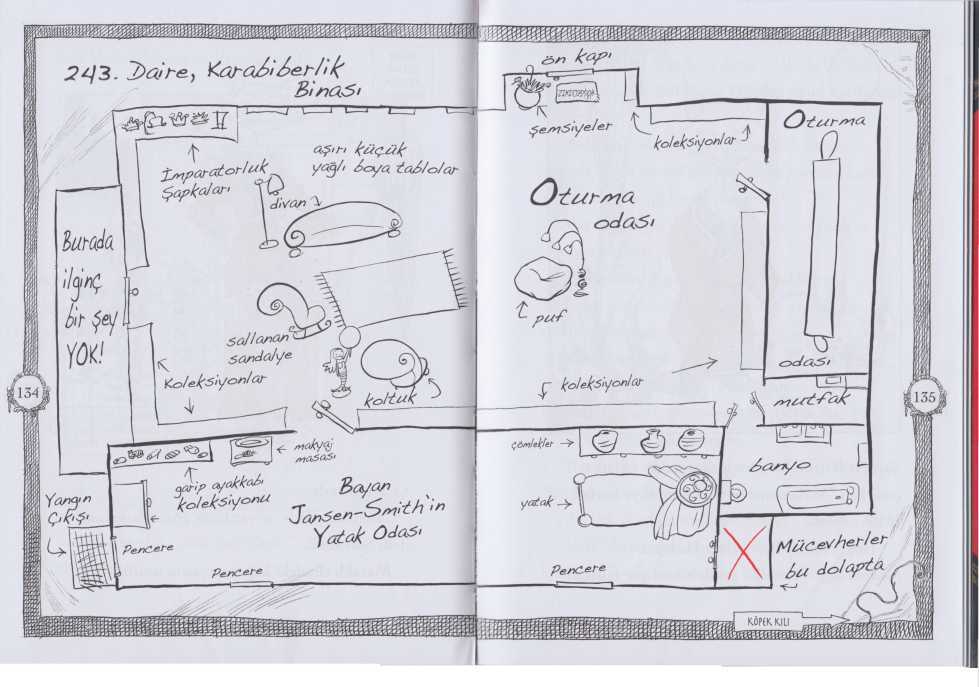 243. Daire, Karabiberlik
Binası
İmparatorluk
Şapkaları
aşırı küçük
yağlı boya tablolar
divan
Burada
ilginç
bir şey
YOK!
sallanan
sandalye
Koleksiyonlar
koltuk
134
makyaj
masası
garip ayakkabı
koleksiyonu
Yangın
Çıkışı
Pencere
Bayan
Jansen-Smith'in
Yatak Odası
Pencere
ön kapı
şemsiyeler
koleksiyonlar
Oturma
odası
Oturma
odası
puf
koleksiyonlar
mutfak
135
çömlekler
banyo
yatak
Pencere
Mücevherler
bu dolapta
KÖPEK KILI